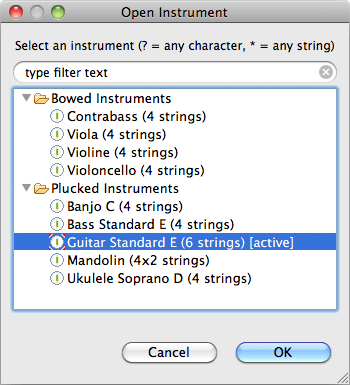 Open Instrument
Select an instrument (? = any character, * = any string)
type filter text
Bowed Instruments
Contrabass (4 strings)
Viola (4 strings)
Violine (4 strings)
Violoncello (4 strings)
Plucked Instruments
Banjo C (4 strings)
Bass Standard E (4 strings)
Guitar Standard E (6 strings) [active]
Mandolin (4x2 strings)
Ukulele Soprano D (4 strings)
Cancel
OK